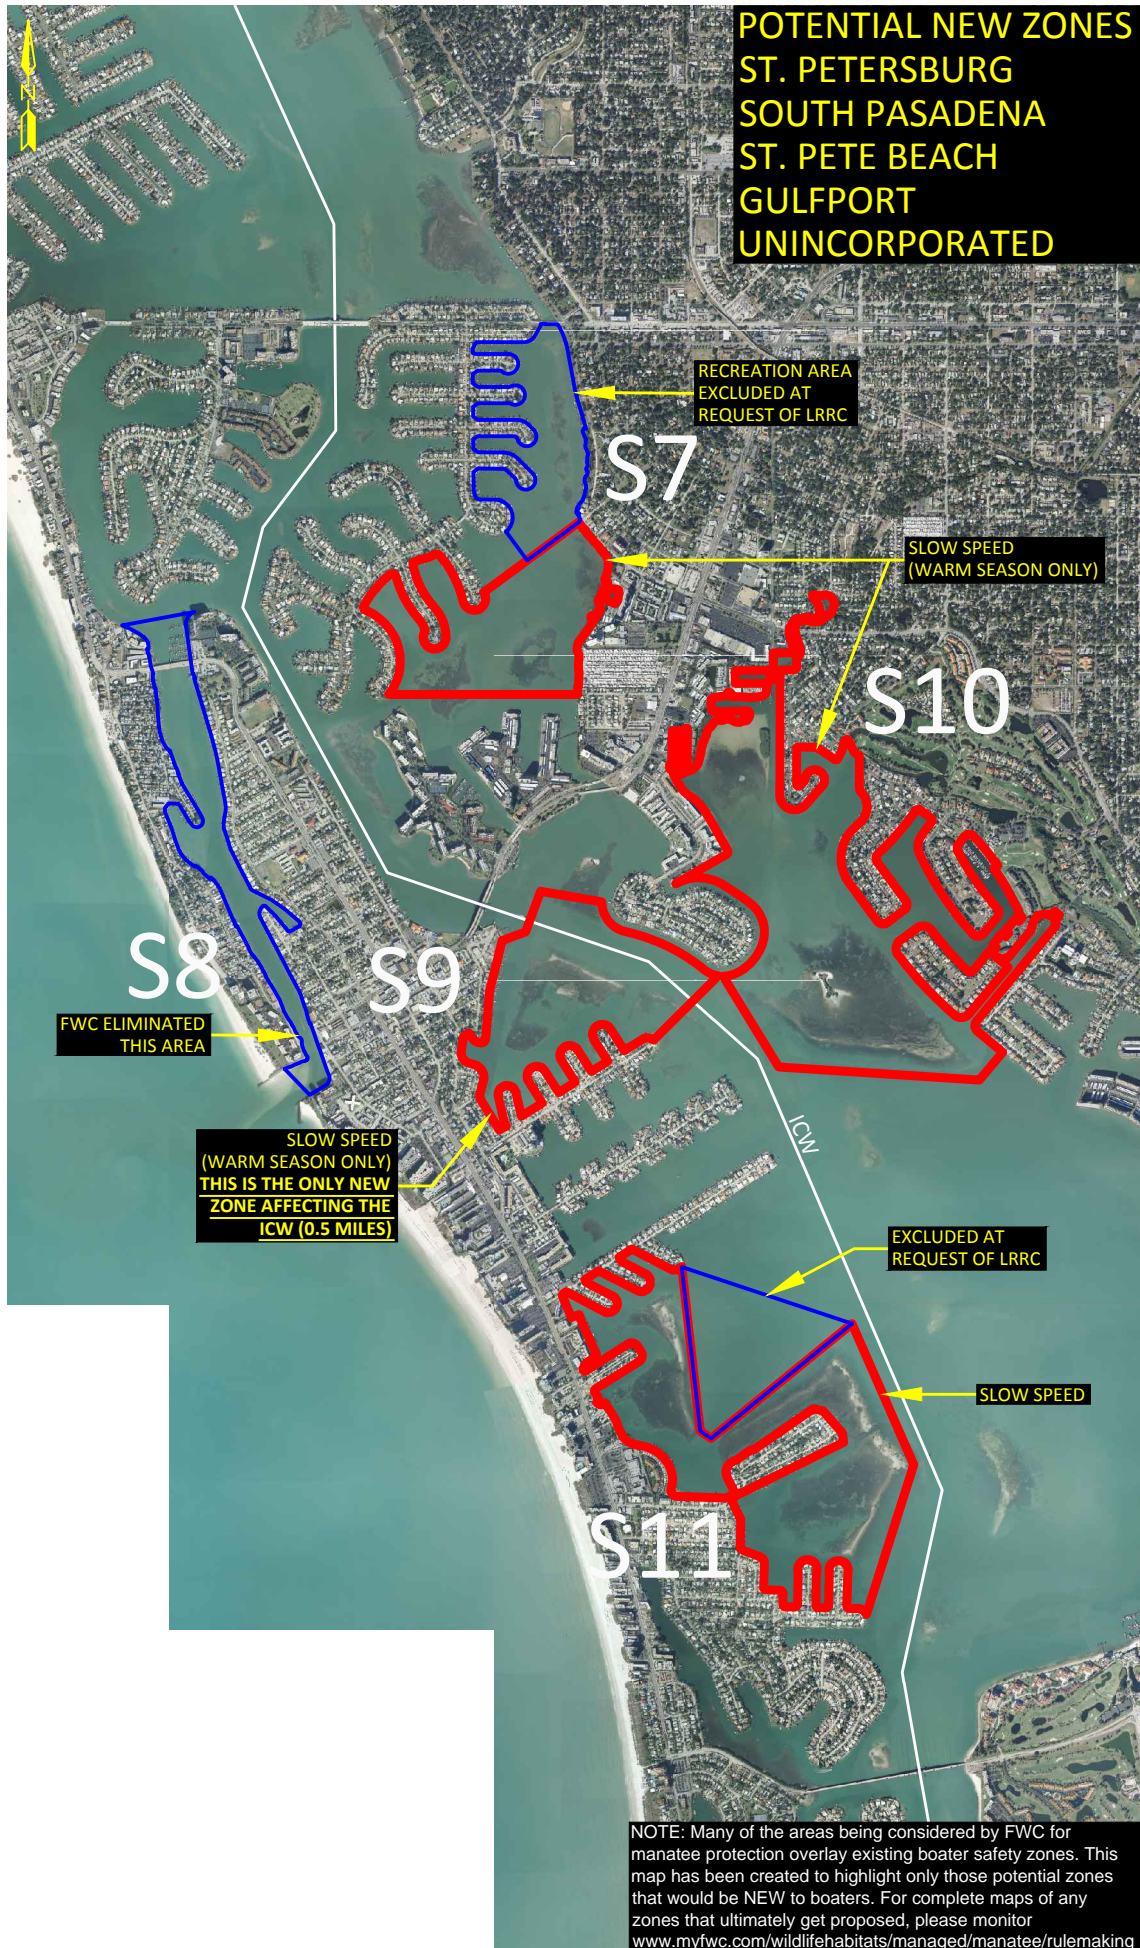 POTENTIAL NEW ZONES
ST. PETERSBURG
SOUTH PASADENA
ST. PETE BEACH
GULFPORT
UNINCORPORATED
N
RECREATION AREA
EXCLUDED AT
REQUEST OF LRRC
S7
SLOW SPEED
(WARM SEASON ONLY)
S10
S8
S9
FWC ELIMINATED
THIS AREA
ICW
SLOW SPEED
(WARM SEASON ONLY)
THIS IS THE ONLY NEW
ZONE AFFECTING THE
ICW (0.5 MILES)
EXCLUDED AT
REQUEST OF LRRC
SLOW SPEED
S11
NOTE: Many of the areas being considered by FWC for
manatee protection overlay existing boater safety zones. This
map has been created to highlight only those potential zones
that would be NEW to boaters. For complete maps of any
zones that ultimately get proposed, please monitor
www.myfwc.com/wildlifehabitats/managed/manatee/rulemaking